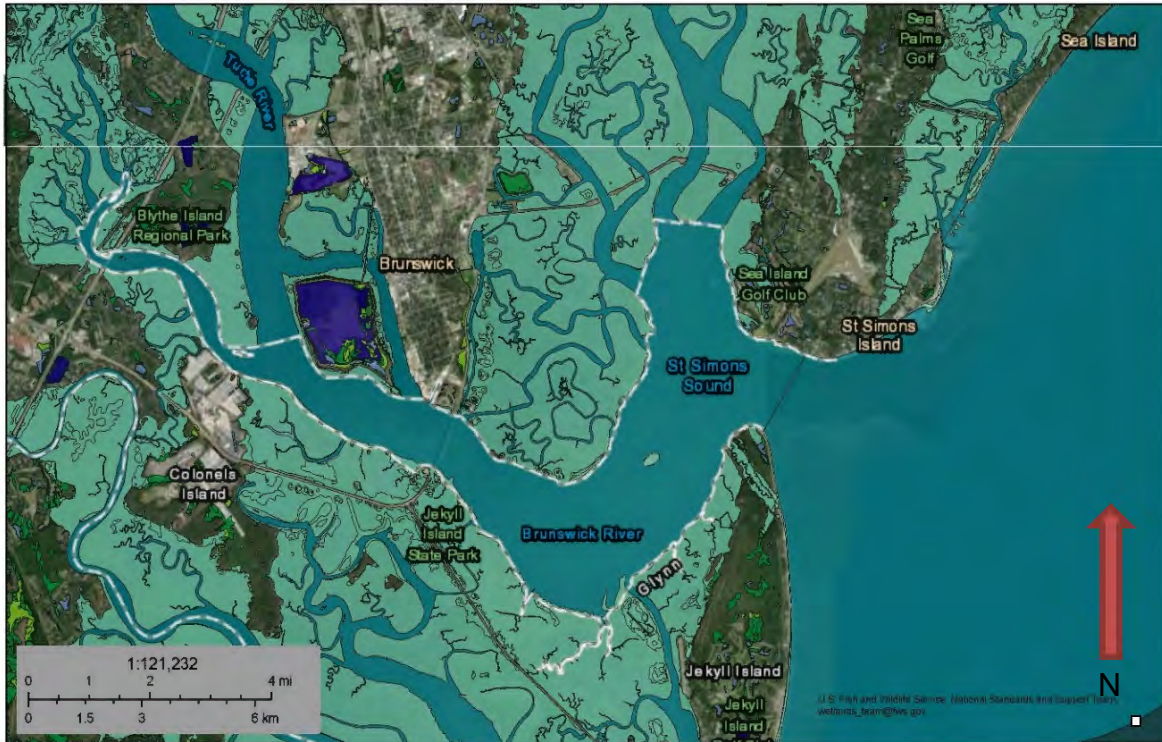 Sea
Palms
Golf
Sea Island
Turtle River
Blythe Island
Regional Park
Brunswick
Sea Island
Golf Club
St Simons
Island
St Simons
Sound
Colonels
Island
Jekyll
Island
State Park
Brunswick River
Glynn
Jekyll Island
Jekyll
Island
1:121,232
0 1 2 4 mi
0 1.5 3 6 km
N
U.S. Fish and Wildlife Service, National Standards and Support Team,
wetlands_team@fws.gov